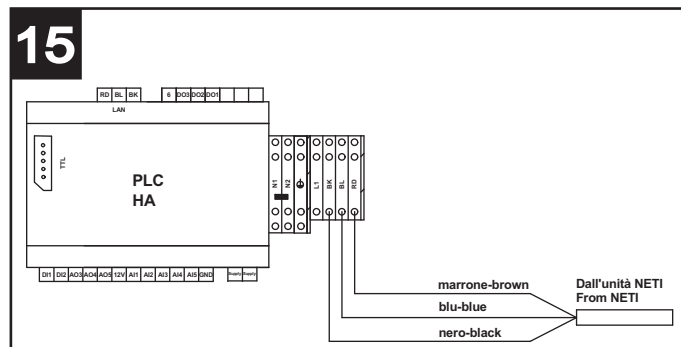 15
RD BL BK 6 DO3 DO2 DO1
LAN
TTL
PLC
HA
N1 N2 L1 BK BL RD
DI1 DI2 AO3 AO4 AO5 12V AI1 AI2 AI3 AI4 AI5 GND Supply Supply
marrone-brown
blu-blue
nero-black
Dall'unità NETI
From NETI